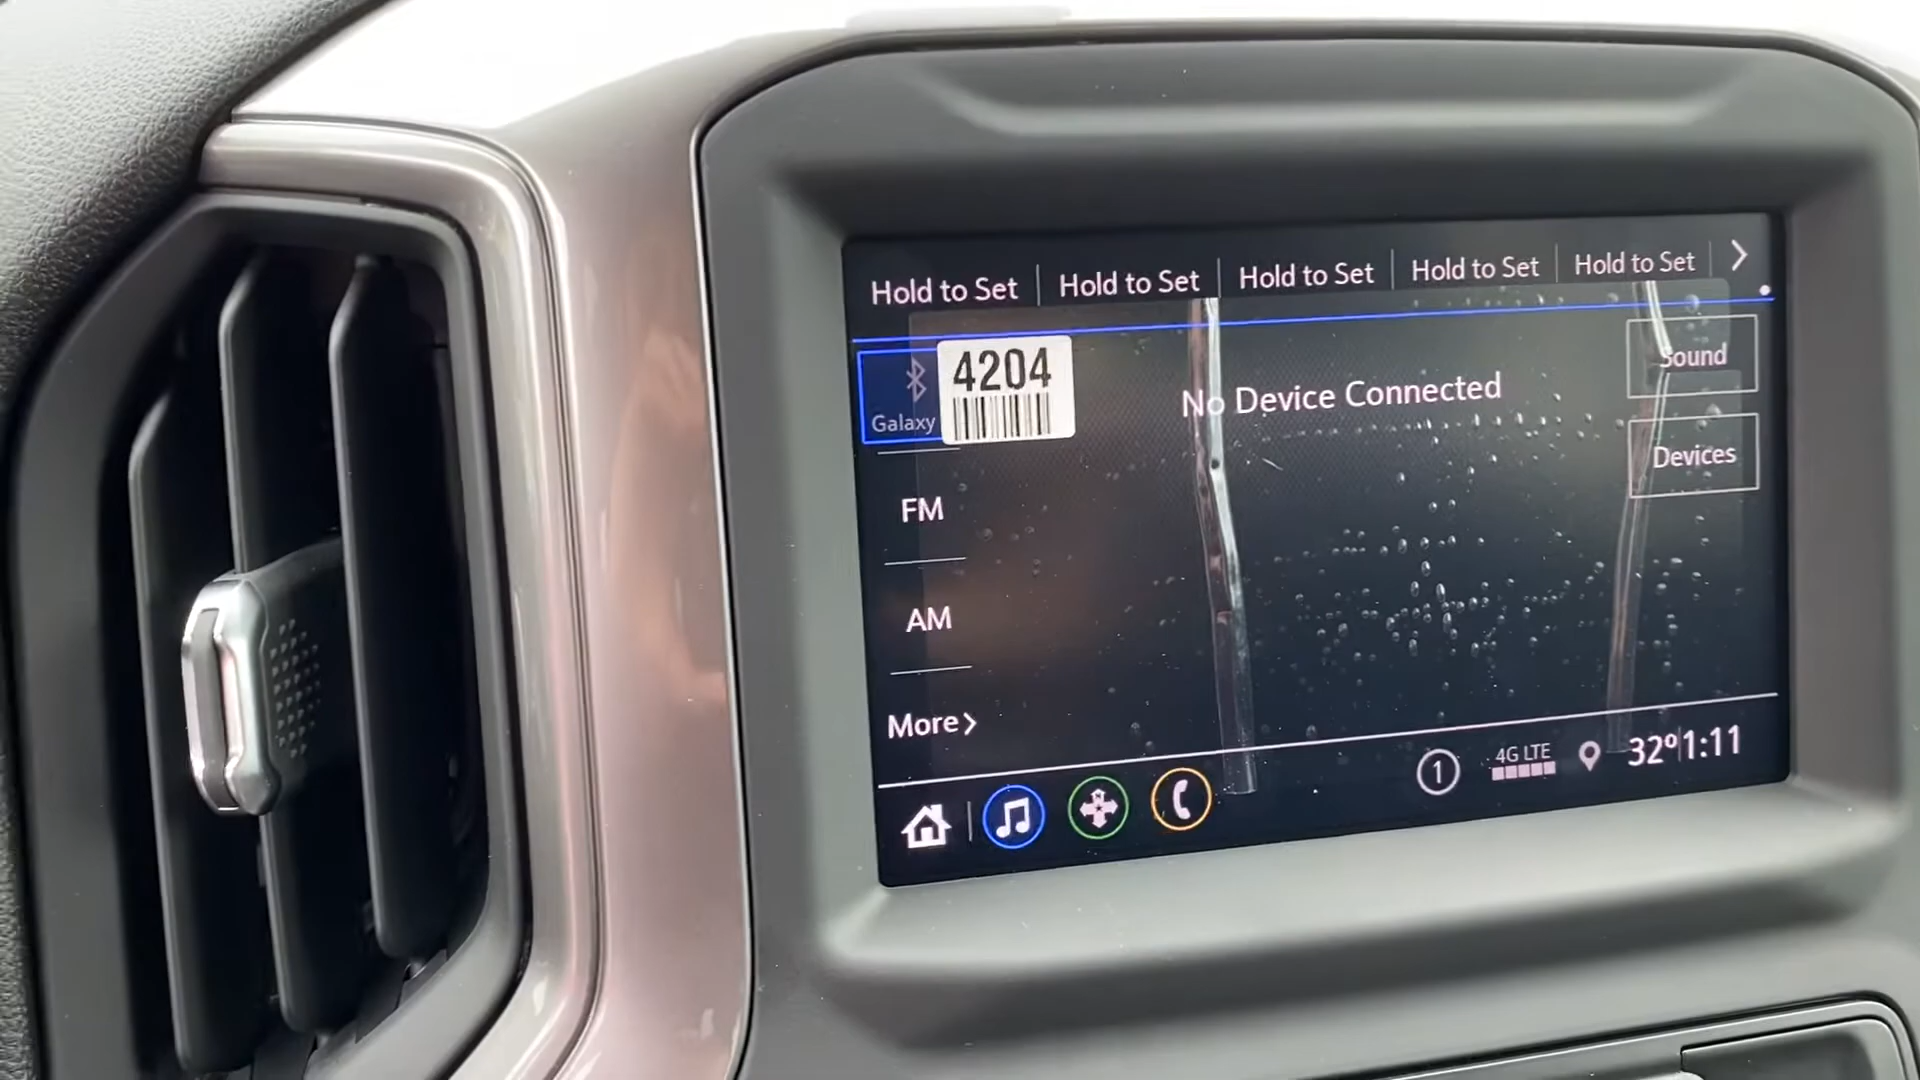 Hold to Set
Hold to Set
Hold to Set
Hold to Set
Hold to Set
4204
Galaxy
No Device Connected
Sound
Devices
FM
AM
More
1
4G LTE
32º
1:11